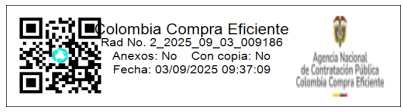 Colombia Compra Eficiente
Rad No. 2_2025_09_03_009186
Anexos: No Con copia: No
Fecha: 03/09/2025 09:37:09
Agencia Nacional
de Contratación Pública
Colombia Compra Eficiente